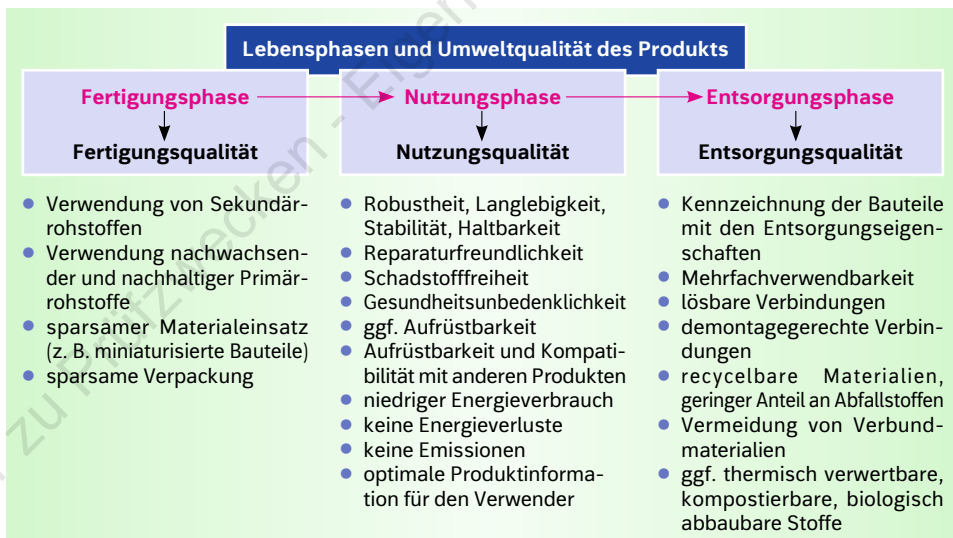 Lebensphasen und Umweltqualität des Produkts
Fertigungsphase
Fertigungsqualität
• Verwendung von Sekundär-
rohstoffen
• Verwendung nachwachsen-
der und nachhaltiger Primär-
rohstoffe
• sparsamer Materialeinsatz
(z. B. miniaturisierte Bauteile)
• sparsame Verpackung
Nutzungsphase
Nutzungsqualität
• Robustheit, Langlebigkeit,
Stabilität, Haltbarkeit
• Reparaturfreundlichkeit
• Schadstofffreiheit
• Gesundheitsunbedenklichkeit
• ggf. Aufrüstbarkeit
• Aufrüstbarkeit und Kompati-
bilität mit anderen Produkten
• niedriger Energieverbrauch
• keine Energieverluste
• keine Emissionen
• optimale Produktinforma-
tion für den Verwender
Entsorgungsphase
Entsorgungsqualität
• Kennzeichnung der Bauteile
mit den Entsorgungseigen-
schaften
• Mehrfachverwendbarkeit
• lösbare Verbindungen
• demontagegerechte Verbin-
dungen
• recycelbare Materialien,
geringer Anteil an Abfallstoffen
• Vermeidung von Verbund-
materialien
• ggf. thermisch verwertbare,
kompostierbare, biologisch
abbaubare Stoffe
zu Prüfzwecken -